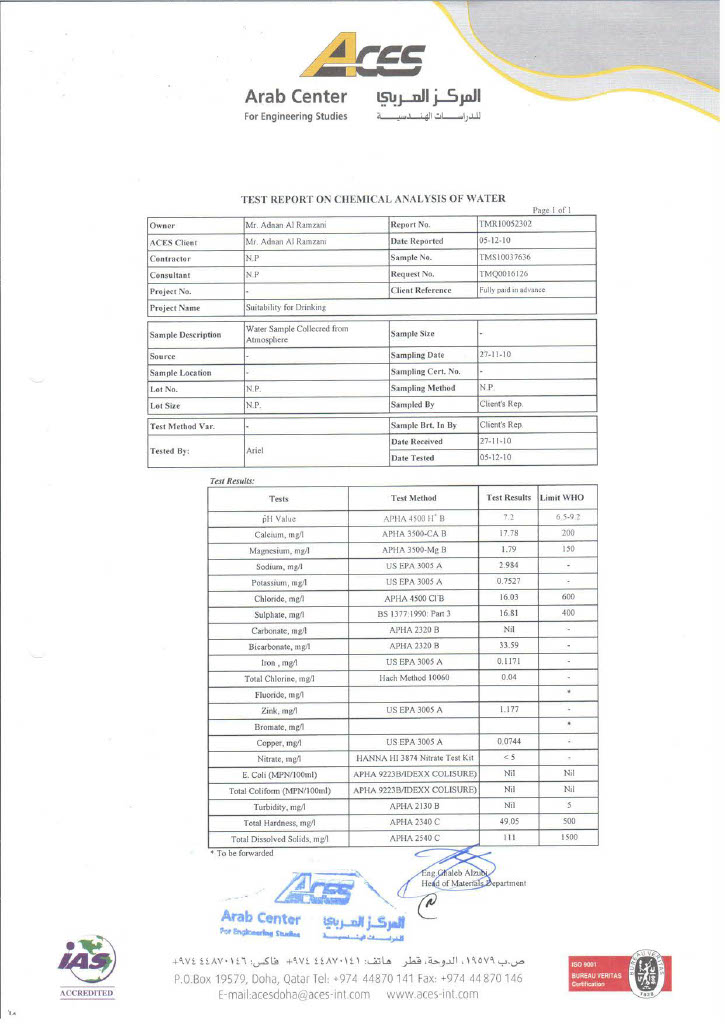 ACES
Arab Center المركز العربي
For Engineering Studies للدراسات الهندسية
TEST REPORT ON CHEMICAL ANALYSIS OF WATER
Page 1 of 1
Owner Mr. Adnan Al Ramzani Report No. TMR10052302
ACES Client Mr. Adnan Al Ramzani Date Reported 05-12-10
Contractor N.P Sample No. TMS10037636
Consultant N.P Request No. TMQ0016126
Project No. - Client Reference Fully paid in advance
Project Name Suitability for Drinking
Sample Description Water Sample Collected from Atmosphere Sample Size -
Source - Sampling Date 27-11-10
Sample Location - Sampling Cert. No. -
Lot No. N.P. Sampling Method N.P.
Lot Size N.P. Sampled By Client's Rep.
Test Method Var. - Sample Brt. In By Client's Rep.
Tested By: Ariel Date Received 27-11-10
Date Tested 05-12-10
Test Results:
Tests Test Method Test Results Limit WHO
pH Value APHA 4500 H+ B 7.2 6.5-9.2
Calcium, mg/l APHA 3500-CA B 17.78 200
Magnesium, mg/l APHA 3500-Mg B 1.79 150
Sodium, mg/l US EPA 3005 A 2.984 -
Potassium, mg/l US EPA 3005 A 0.7527 -
Chloride, mg/l APHA 4500 Cl-B 16.03 600
Sulphate, mg/l BS 1377:1990: Part 3 16.81 400
Carbonate, mg/l APHA 2320 B Nil -
Bicarbonate, mg/l APHA 2320 B 33.59 -
Iron , mg/l US EPA 3005 A 0.1171 -
Total Chlorine, mg/l Hach Method 10060 0.04 -
Fluoride, mg/l *
Zink, mg/l US EPA 3005 A 1.177 -
Bromate, mg/l *
Copper, mg/l US EPA 3005 A 0.0744 -
Nitrate, mg/l HANNA HI 3874 Nitrate Test Kit < 5 -
E. Coli (MPN/100ml) APHA 9223B/IDEXX COLISURE) Nil Nil
Total Coliform (MPN/100ml) APHA 9223B/IDEXX COLISURE) Nil Nil
Turbidity, mg/l APHA 2130 B Nil 5
Total Hardness, mg/l APHA 2340 C 49.05 500
Total Dissolved Solids, mg/l APHA 2540 C 111 1500
* To be forwarded
Eng.Ghaleb Alzubi
Head of Materials Department
ACES
Arab Center المركز العربي
For Engineering Studies للدراسات الهندسية
IAS
ACCREDITED
ص.ب ١٩٥٧٩، الدوحة، قطر هاتف: ٤٤٨٧٠١٤١ ٩٧٤+ فاكس: ٤٤٨٧٠١٤٦ ٩٧٤+
P.O.Box 19579, Doha, Qatar Tel: +974 44870 141 Fax: +974 44 870 146
E-mail:acesdoha@aces-int.com www.aces-int.com
ISO 9001
BUREAU VERITAS
Certification
BUREAU VERITAS
1828